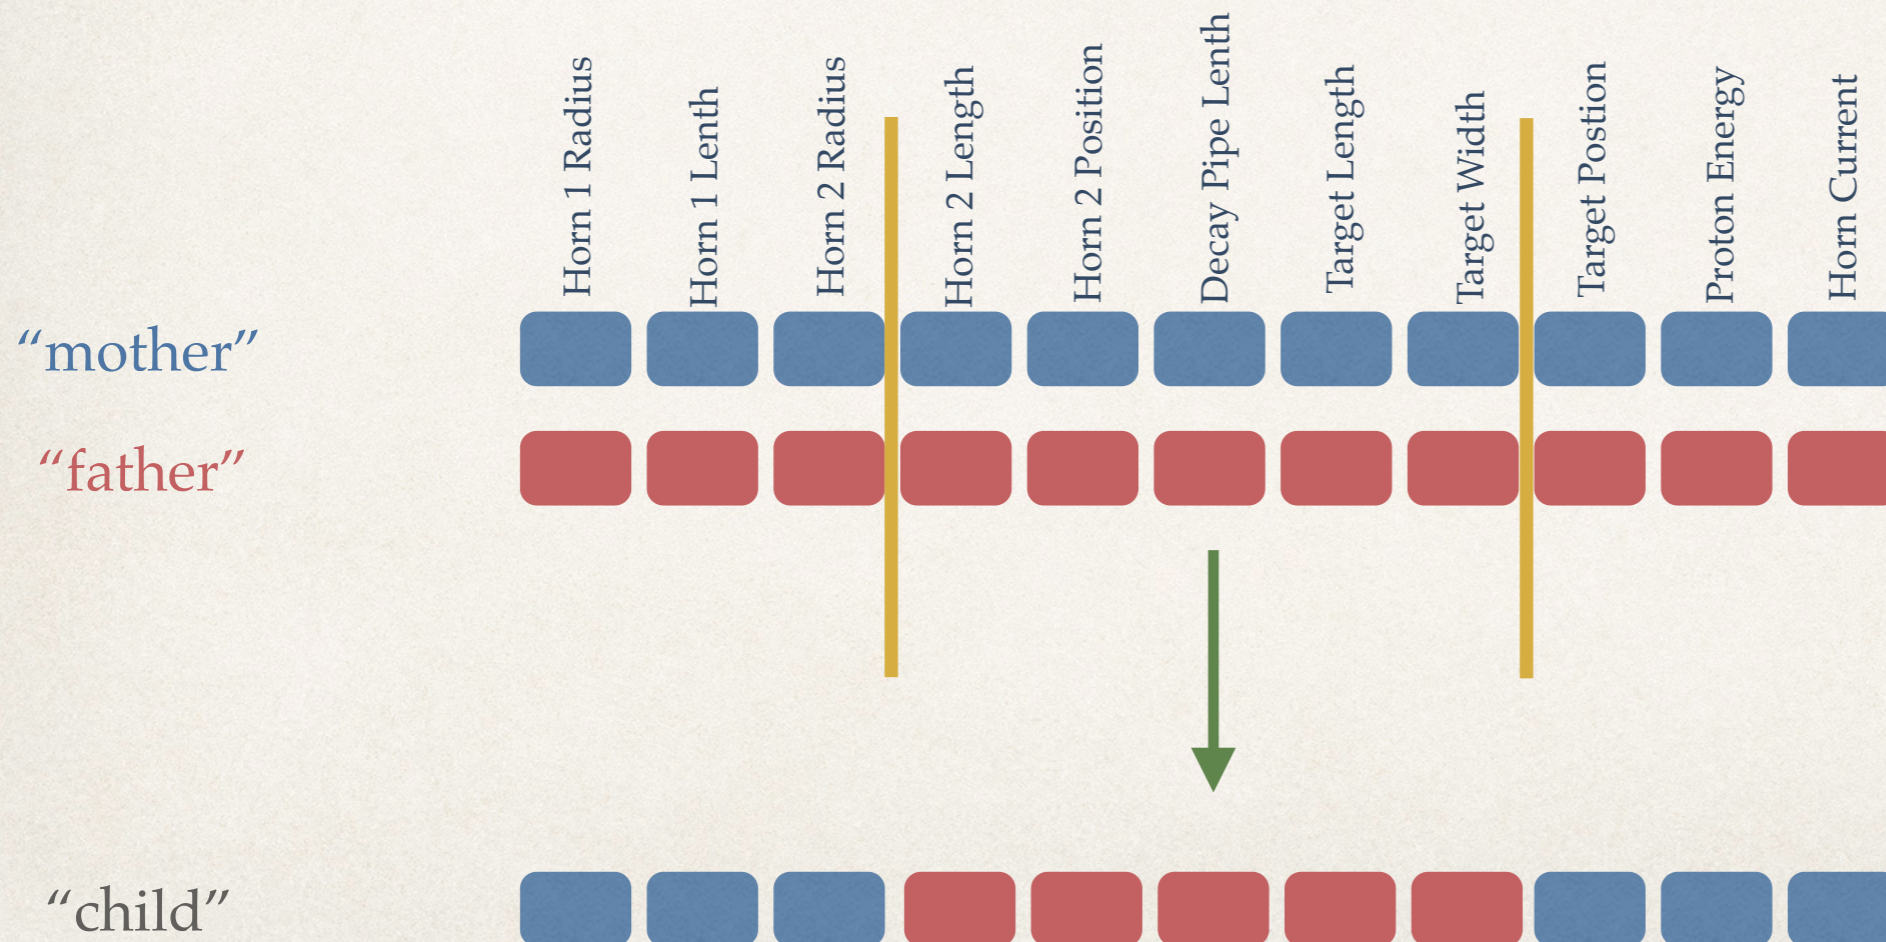 Horn 1 Radius
Horn 1 Lenth
Horn 2 Radius
Horn 2 Length
Horn 2 Position
Decay Pipe Lenth
Target Length
Target Width
Target Postion
Proton Energy
Horn Current
“mother”
“father”
“child”